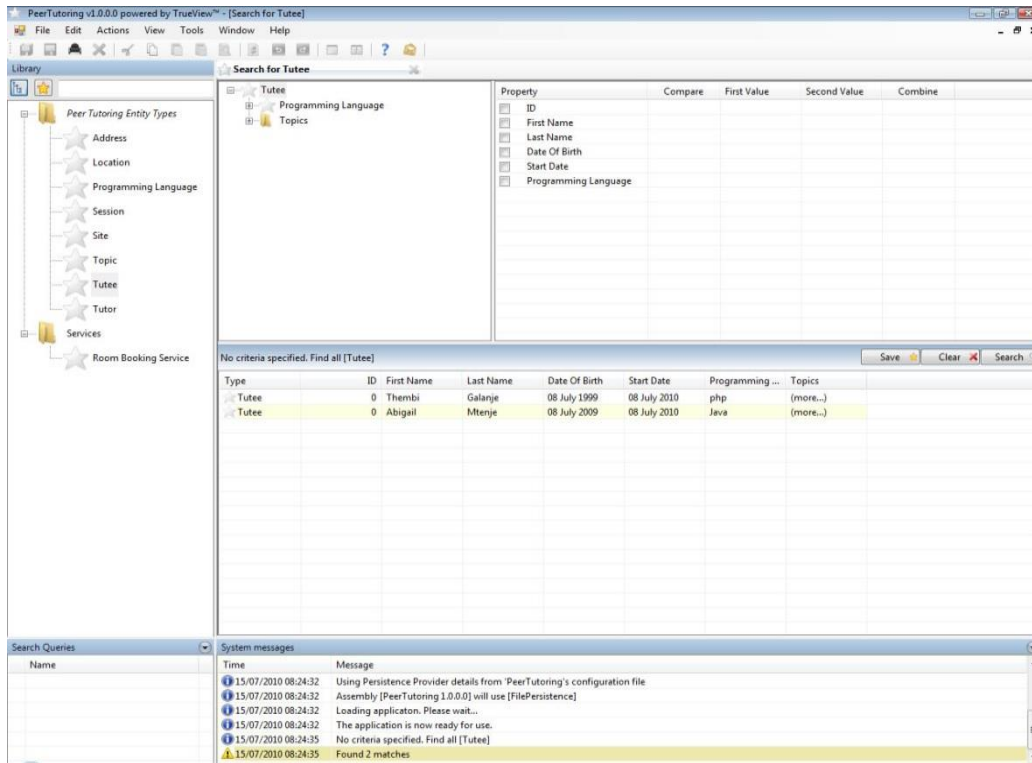 PeerTutoring v1.0.0.0 powered by TrueView™ - [Search for Tutee]
File Edit Actions View Tools Window Help
Library
Search for Tutee
Peer Tutoring Entity Types
Address
Location
Programming Language
Session
Site
Topic
Tutee
Tutor
Services
Room Booking Service
Tutee
Programming Language
Topics
Property Compare First Value Second Value Combine
ID
First Name
Last Name
Date Of Birth
Start Date
Programming Language
No criteria specified. Find all [Tutee] Save Clear Search
Type ID First Name Last Name Date Of Birth Start Date Programming ... Topics
Tutee 0 Thembi Galanje 08 July 1999 08 July 2010 php (more...)
Tutee 0 Abigail Mtenje 08 July 2009 08 July 2010 Java (more...)
Search Queries
Name
System messages
Time Message
15/07/2010 08:24:32 Using Persistence Provider details from 'PeerTutoring's configuration file
15/07/2010 08:24:32 Assembly [PeerTutoring 1.0.0.0] will use [FilePersistence]
15/07/2010 08:24:32 Loading applicaton. Please wait...
15/07/2010 08:24:32 The application is now ready for use.
15/07/2010 08:24:35 No criteria specified. Find all [Tutee]
15/07/2010 08:24:35 Found 2 matches